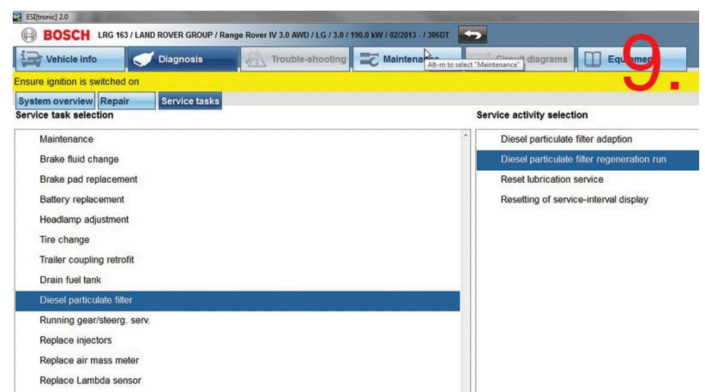 ESI[tronic] 2.0
BOSCH LRG 163 / LAND ROVER GROUP / Range Rover IV 3.0 AWD / LG / 3.0 / 190.0 kW / 02/2013 - / 306DT
Vehicle info Diagnosis Trouble-shooting Maintenance Circuit diagrams Equipment
Alt-m to select "Maintenance"
9.
Ensure ignition is switched on
System overview Repair Service tasks
Service task selection Service activity selection
Maintenance Diesel particulate filter adaption
Brake fluid change Diesel particulate filter regeneration run
Brake pad replacement Reset lubrication service
Battery replacement Resetting of service-interval display
Headlamp adjustment
Tire change
Trailer coupling retrofit
Drain fuel tank
Diesel particulate filter
Running gear/steerg. serv.
Replace injectors
Replace air mass meter
Replace Lambda sensor